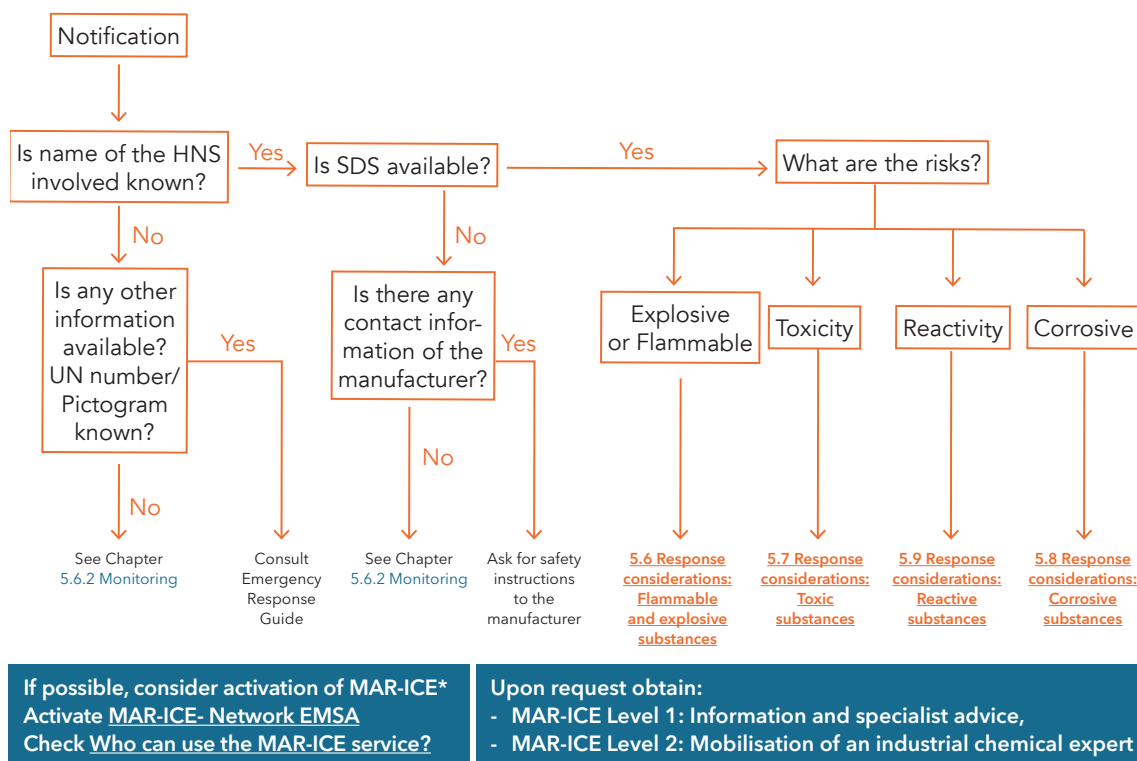 Notification
Is name of the HNS
involved known?
Yes
Is SDS available?
Yes
What are the risks?
No
No
Is any other
information
available?
UN number/
Pictogram
known?
Yes
Is there any
contact infor-
mation of the
manufacturer?
Yes
Explosive
or Flammable
Toxicity
Reactivity
Corrosive
No
No
See Chapter
5.6.2 Monitoring
Consult
Emergency
Response
Guide
See Chapter
5.6.2 Monitoring
Ask for safety
instructions
to the
manufacturer
5.6 Response
considerations:
Flammable
and explosive
substances
5.7 Response
considerations:
Toxic
substances
5.9 Response
considerations:
Reactive
substances
5.8 Response
considerations:
Corrosive
substances
If possible, consider activation of MAR-ICE*
Activate MAR-ICE- Network EMSA
Check Who can use the MAR-ICE service?
Upon request obtain:
- MAR-ICE Level 1: Information and specialist advice,
- MAR-ICE Level 2: Mobilisation of an industrial chemical expert